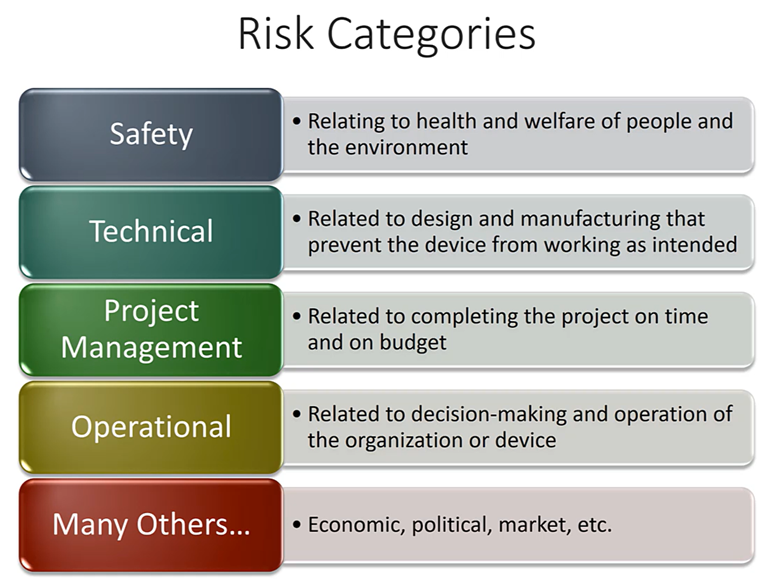 Risk Categories
Safety
• Relating to health and welfare of people and
the environment
Technical
• Related to design and manufacturing that
prevent the device from working as intended
Project
Management
• Related to completing the project on time
and on budget
Operational
• Related to decision-making and operation of
the organization or device
Many Others…
• Economic, political, market, etc.